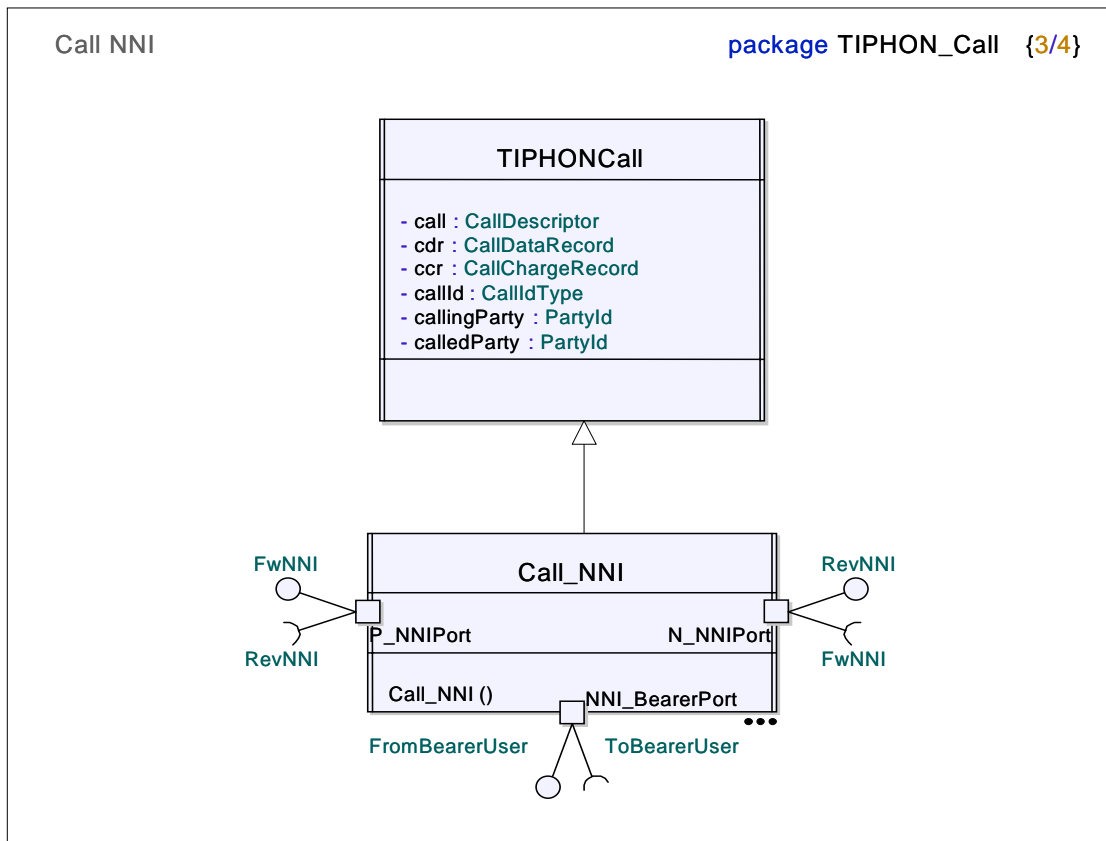 Call NNI
package TIPHON_Call {3/4}
TIPHONCall
- call : CallDescriptor
- cdr : CallDataRecord
- ccr : CallChargeRecord
- callId : CallIdType
- callingParty : PartyId
- calledParty : PartyId
FwNNI
RevNNI
Call_NNI
P_NNIPort
N_NNIPort
RevNNI
FwNNI
Call_NNI ()
NNI_BearerPort
FromBearerUser
ToBearerUser